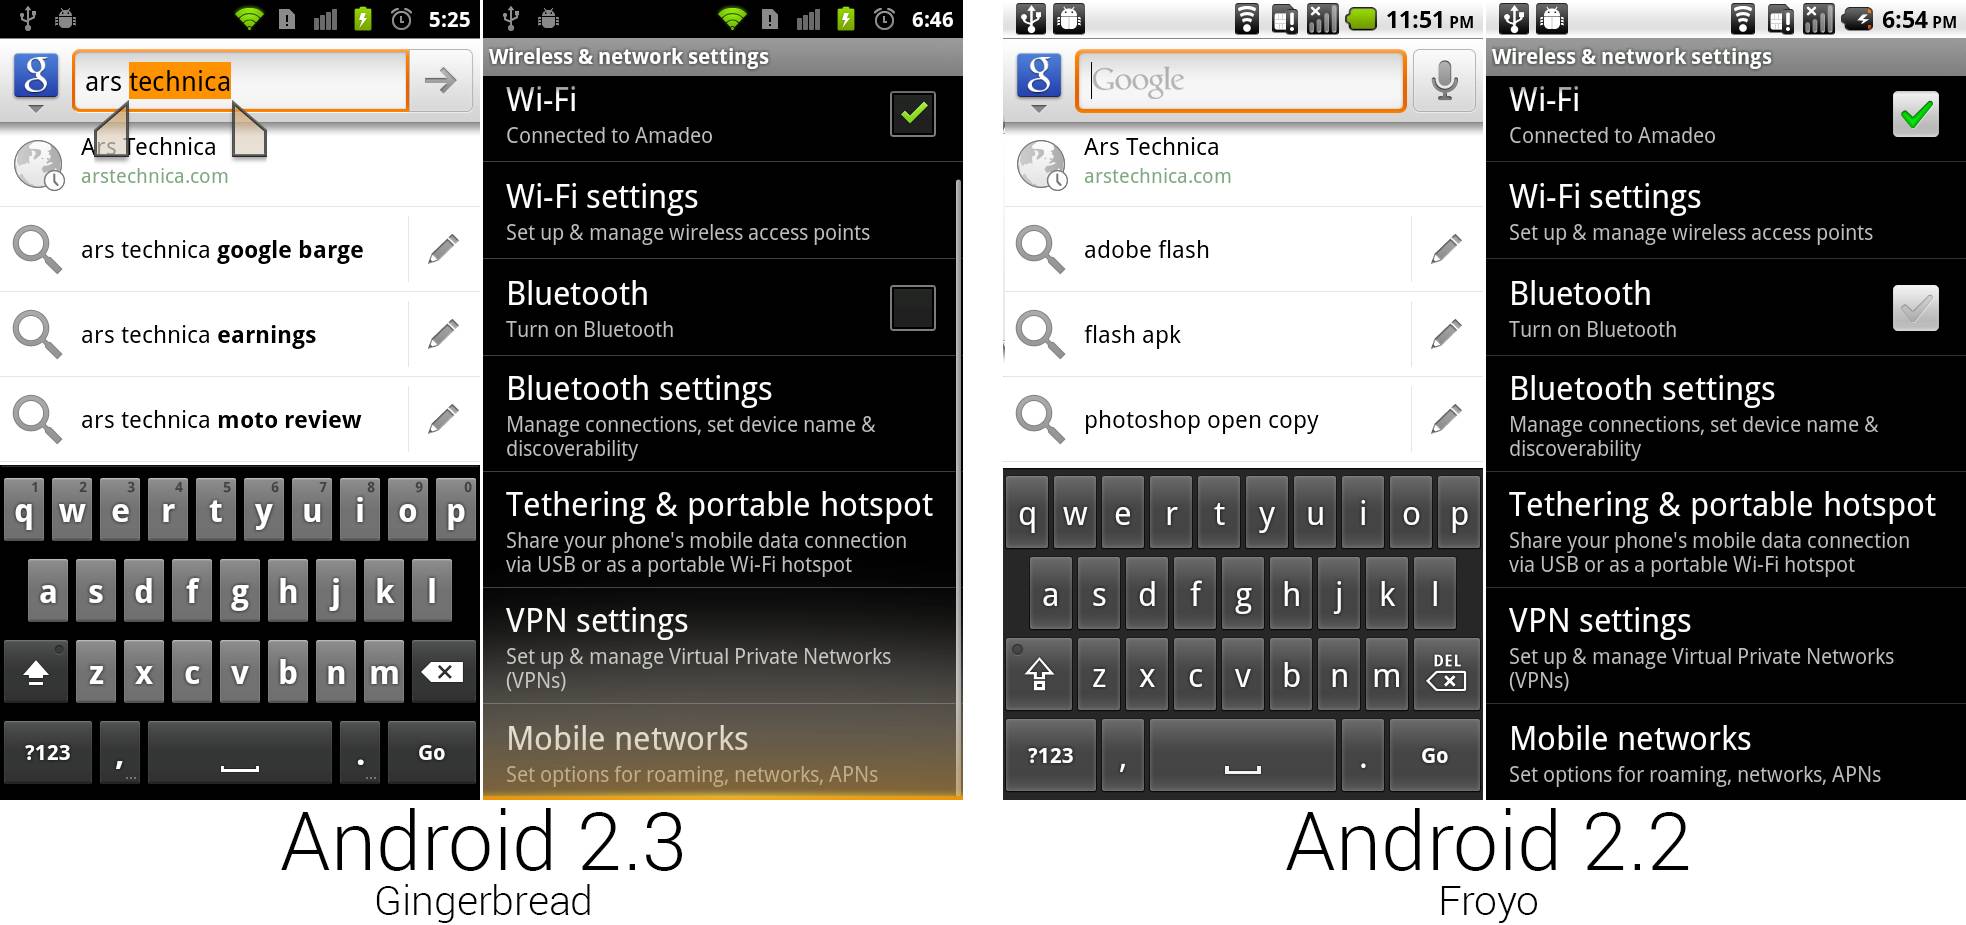 5:25
g
ars technica
Ars Technica
arstechnica.com
ars technica google barge
ars technica earnings
ars technica moto review
1 2 3 4 5 6 7 8 9 0
q w e r t y u i o p
a s d f g h j k l
z x c v b n m
?123 , ... . ... Go
6:46
Wireless & network settings
Wi-Fi
Connected to Amadeo
Wi-Fi settings
Set up & manage wireless access points
Bluetooth
Turn on Bluetooth
Bluetooth settings
Manage connections, set device name &
discoverability
Tethering & portable hotspot
Share your phone's mobile data connection
via USB or as a portable Wi-Fi hotspot
VPN settings
Set up & manage Virtual Private Networks
(VPNs)
Mobile networks
Set options for roaming, networks, APNs
Android 2.3
Gingerbread
11:51 PM
g
Google
Ars Technica
arstechnica.com
adobe flash
flash apk
photoshop open copy
q w e r t y u i o p
a s d f g h j k l
z x c v b n m DEL
?123 , . Go
6:54 PM
Wireless & network settings
Wi-Fi
Connected to Amadeo
Wi-Fi settings
Set up & manage wireless access points
Bluetooth
Turn on Bluetooth
Bluetooth settings
Manage connections, set device name &
discoverability
Tethering & portable hotspot
Share your phone's mobile data connection
via USB or as a portable Wi-Fi hotspot
VPN settings
Set up & manage Virtual Private Networks
(VPNs)
Mobile networks
Set options for roaming, networks, APNs
Android 2.2
Froyo